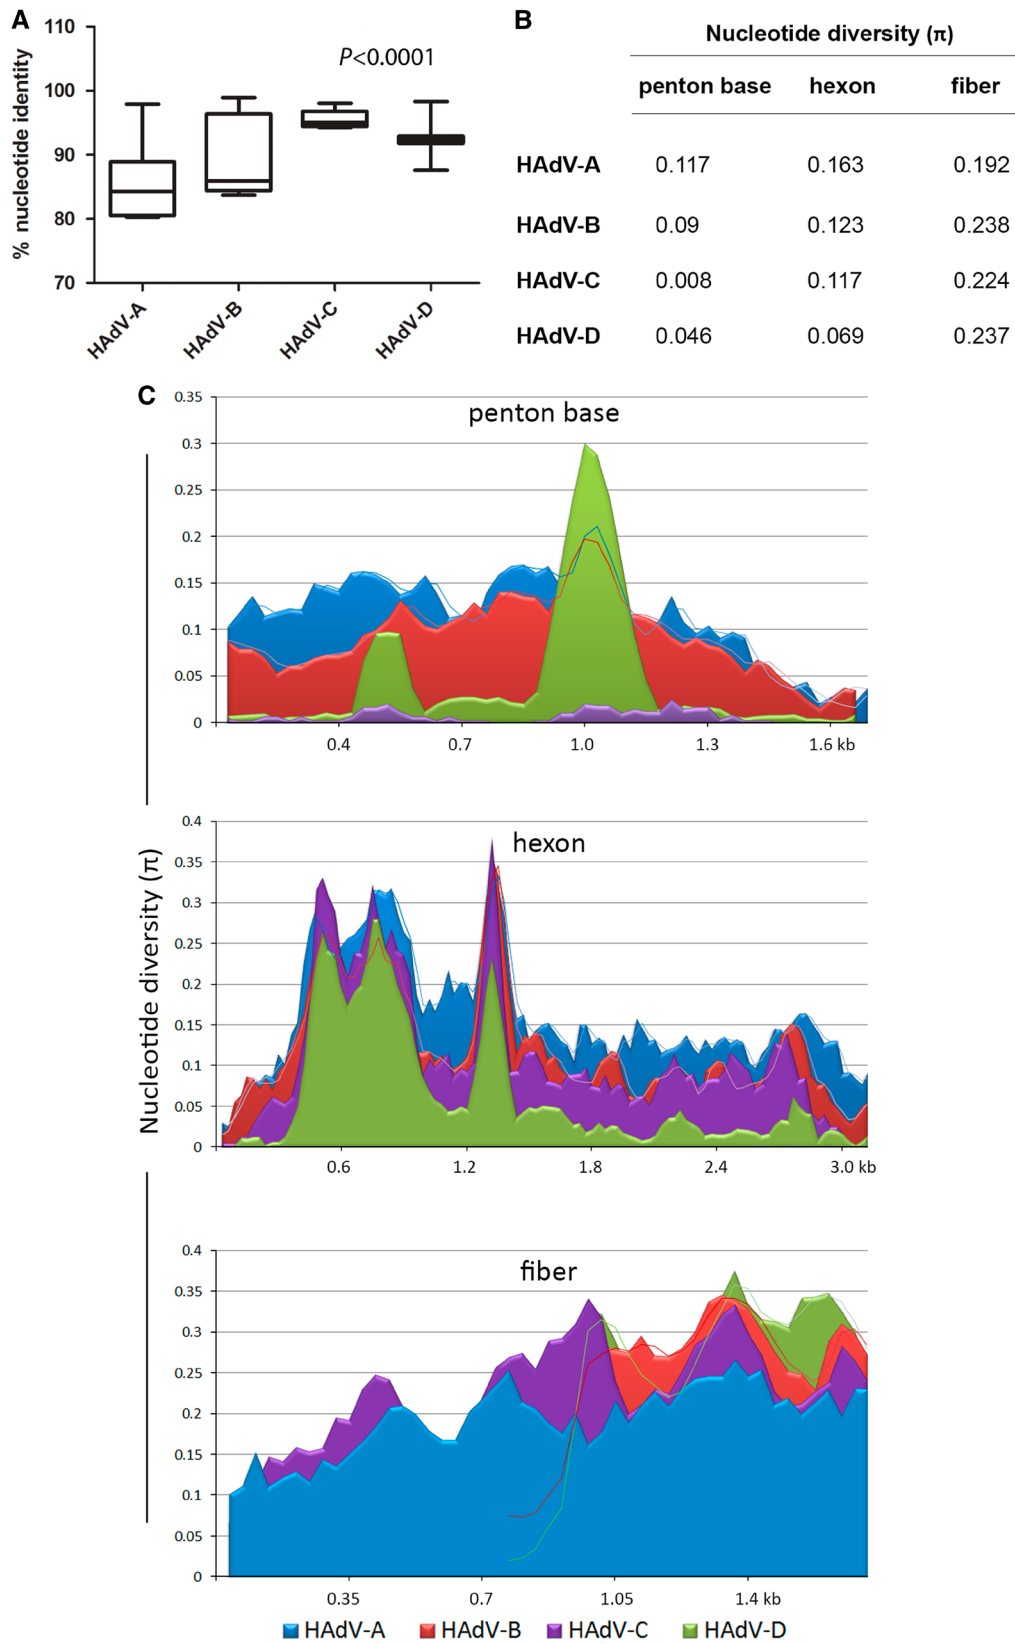 A
110
100
90
80
70
% nucleotide identity
P<0.0001
HAdV-A
HAdV-B
HAdV-C
HAdV-D
B
Nucleotide diversity (π)
penton base hexon fiber
HAdV-A 0.117 0.163 0.192
HAdV-B 0.09 0.123 0.238
HAdV-C 0.008 0.117 0.224
HAdV-D 0.046 0.069 0.237
C
Nucleotide diversity (π)
penton base
0.35
0.3
0.25
0.2
0.15
0.1
0.05
0
0.4 0.7 1.0 1.3 1.6 kb
hexon
0.4
0.35
0.3
0.25
0.2
0.15
0.1
0.05
0
0.6 1.2 1.8 2.4 3.0 kb
fiber
0.4
0.35
0.3
0.25
0.2
0.15
0.1
0.05
0
0.35 0.7 1.05 1.4 kb
HAdV-A HAdV-B HAdV-C HAdV-D